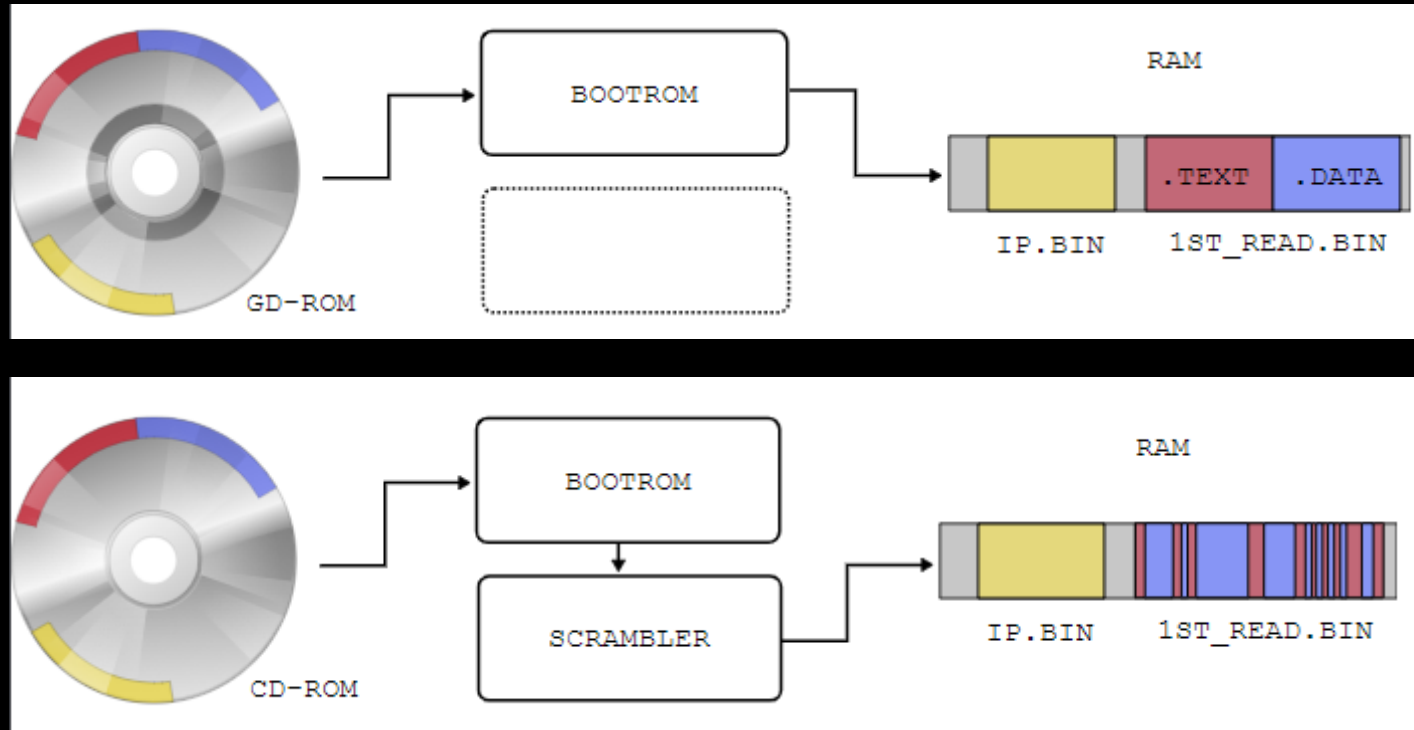 RAM
BOOTROM
.TEXT .DATA
IP.BIN 1ST_READ.BIN
GD-ROM
RAM
BOOTROM
SCRAMBLER
IP.BIN 1ST_READ.BIN
CD-ROM